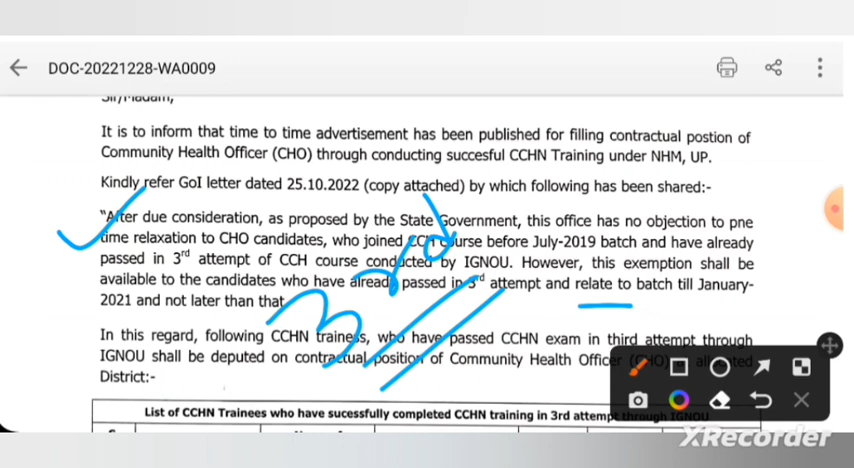 DOC-20221228-WA0009
Sir/Madam,
It is to inform that time to time advertisement has been published for filling contractual postion of
Community Health Officer (CHO) through conducting succesful CCHN Training under NHM, UP.
Kindly refer GoI letter dated 25.10.2022 (copy attached) by which following has been shared:-
"After due consideration, as proposed by the State Government, this office has no objection to pne
time relaxation to CHO candidates, who joined CCH course before July-2019 batch and have already
passed in 3rd attempt of CCH course conducted by IGNOU. However, this exemption shall be
available to the candidates who have already passed in 3rd attempt and relate to batch till January-
2021 and not later than that
3rd
In this regard, following CCHN trainess, who have passed CCHN exam in third attempt through
IGNOU shall be deputed on contractual position of Community Health Officer (CHO) allocated
District:-
List of CCHN Trainees who have sucessfully completed CCHN training in 3rd attempt through IGNOU
XRecorder